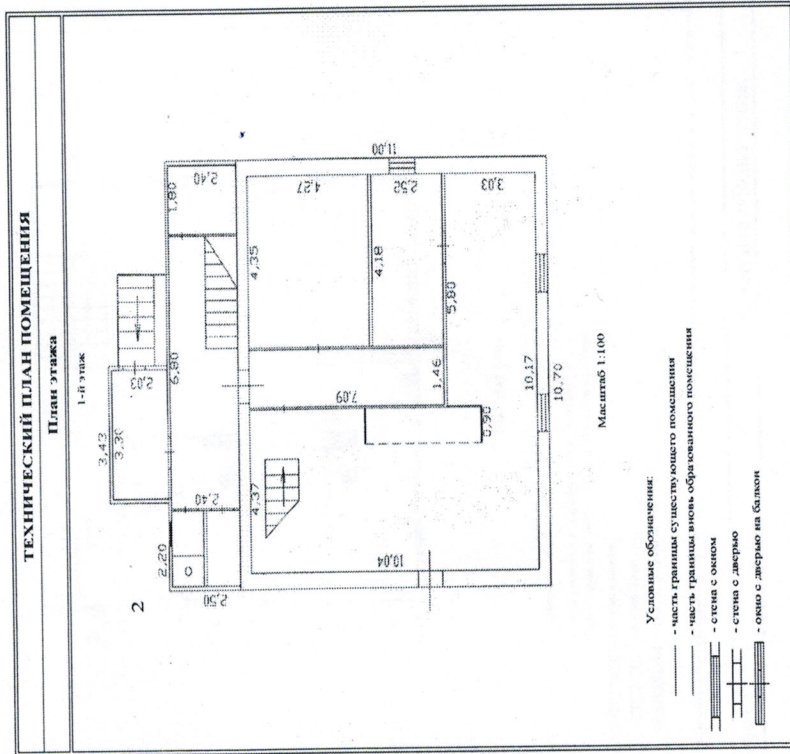 ТЕХНИЧЕСКИЙ ПЛАН ПОМЕЩЕНИЯ
План этажа
1-й этаж
3,43
3,30
2,03
6,80
1,80
2,40
2,20
2,40
2
2,50
4,35
4,27
11,00
4,18
2,52
4,37
7,09
1,46
5,80
3,03
0,90
10,04
10,17
10,70
Масштаб 1:100
Условные обозначения:
- часть границы существующего помещения
- часть границы вновь образованного помещения
- стена с окном
- стена с дверью
- окно с дверью на балкон